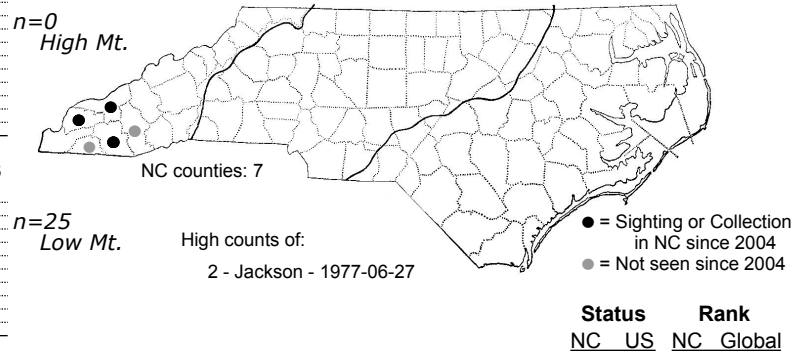 n=0
High Mt.
NC counties: 7
n=25
Low Mt.
High counts of:
2 - Jackson - 1977-06-27
● = Sighting or Collection
in NC since 2004
● = Not seen since 2004
Status Rank
NC US NC Global